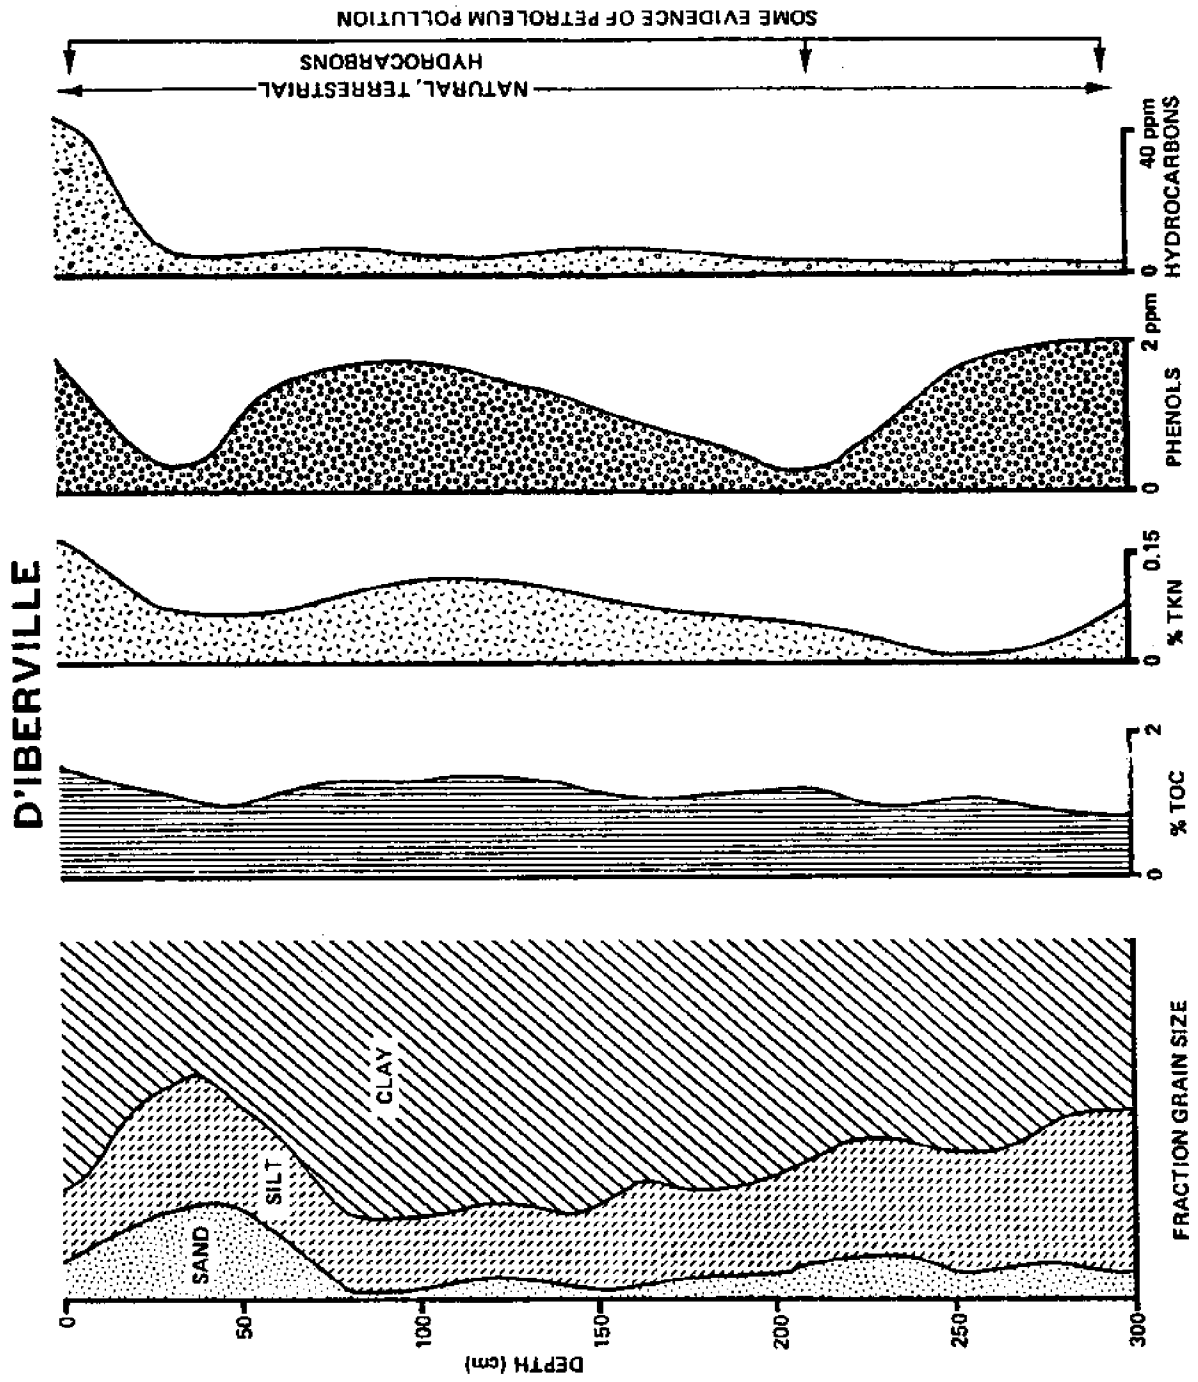 D'IBERVILLE
SOME EVIDENCE OF PETROLEUM POLLUTION
NATURAL, TERRESTRIAL
HYDROCARBONS
0
40 ppm
HYDROCARBONS
0
2 ppm
PHENOLS
0
0.15
% TKN
0
2
% TOC
CLAY
SILT
SAND
FRACTION GRAIN SIZE
0
50
100
150
200
250
300
DEPTH (cm)